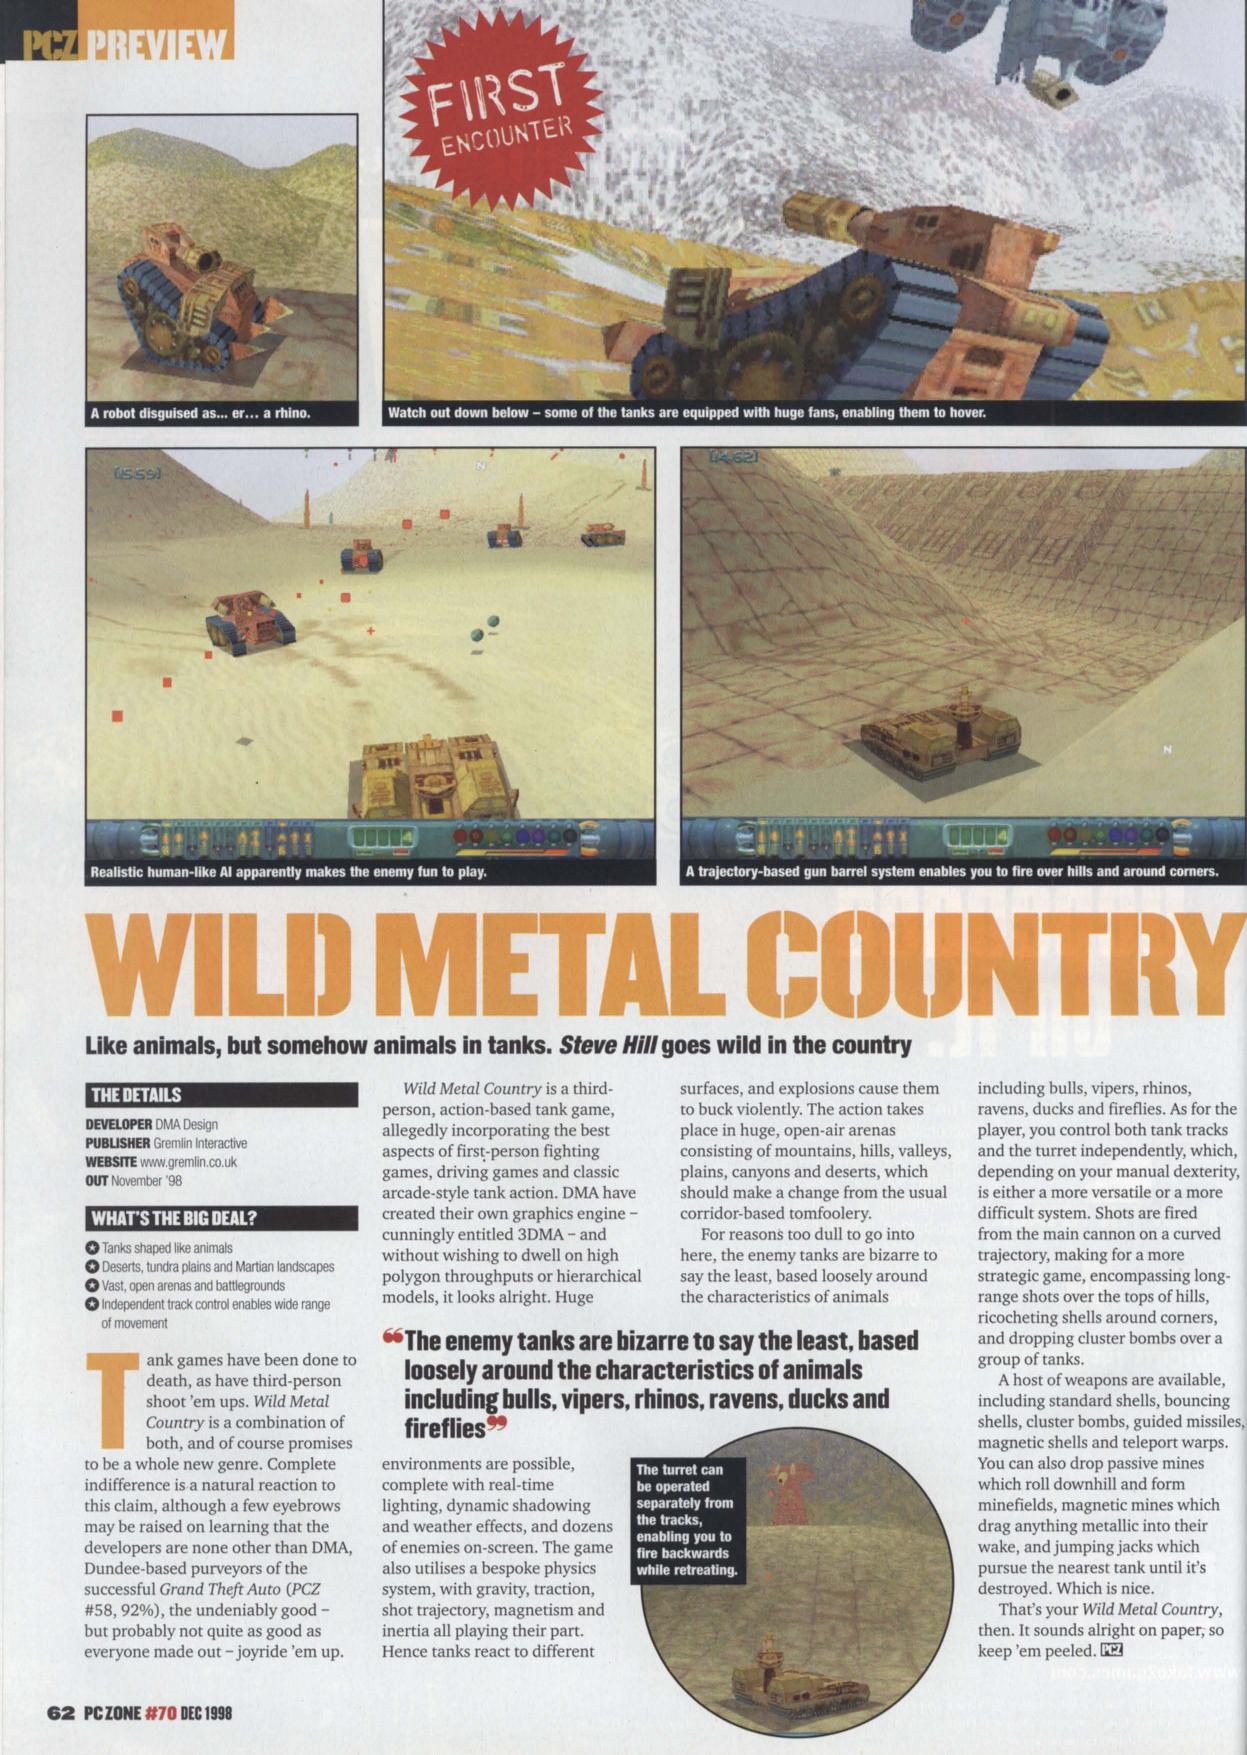 PCZ PREVIEW
FIRST
ENCOUNTER
A robot disguised as... er... a rhino.
Watch out down below – some of the tanks are equipped with huge fans, enabling them to hover.
[15:59]
N
[14:62]
N
Realistic human-like AI apparently makes the enemy fun to play.
A trajectory-based gun barrel system enables you to fire over hills and around corners.
WILD METAL COUNTRY
Like animals, but somehow animals in tanks. Steve Hill goes wild in the country
THE DETAILS
DEVELOPER DMA Design
PUBLISHER Gremlin Interactive
WEBSITE www.gremlin.co.uk
OUT November '98
WHAT'S THE BIG DEAL?
Tanks shaped like animals
Deserts, tundra plains and Martian landscapes
Vast, open arenas and battlegrounds
Independent track control enables wide range
of movement
Tank games have been done to
death, as have third-person
shoot 'em ups. Wild Metal
Country is a combination of
both, and of course promises
to be a whole new genre. Complete
indifference is a natural reaction to
this claim, although a few eyebrows
may be raised on learning that the
developers are none other than DMA,
Dundee-based purveyors of the
successful Grand Theft Auto (PCZ
#58, 92%), the undeniably good –
but probably not quite as good as
everyone made out – joyride 'em up.
Wild Metal Country is a third-
person, action-based tank game,
allegedly incorporating the best
aspects of first-person fighting
games, driving games and classic
arcade-style tank action. DMA have
created their own graphics engine –
cunningly entitled 3DMA – and
without wishing to dwell on high
polygon throughputs or hierarchical
models, it looks alright. Huge
environments are possible,
complete with real-time
lighting, dynamic shadowing
and weather effects, and dozens
of enemies on-screen. The game
also utilises a bespoke physics
system, with gravity, traction,
shot trajectory, magnetism and
inertia all playing their part.
Hence tanks react to different
surfaces, and explosions cause them
to buck violently. The action takes
place in huge, open-air arenas
consisting of mountains, hills, valleys,
plains, canyons and deserts, which
should make a change from the usual
corridor-based tomfoolery.
For reasons too dull to go into
here, the enemy tanks are bizarre to
say the least, based loosely around
the characteristics of animals
“The enemy tanks are bizarre to say the least, based
loosely around the characteristics of animals
including bulls, vipers, rhinos, ravens, ducks and
fireflies”
The turret can
be operated
separately from
the tracks,
enabling you to
fire backwards
while retreating.
including bulls, vipers, rhinos,
ravens, ducks and fireflies. As for the
player, you control both tank tracks
and the turret independently, which,
depending on your manual dexterity,
is either a more versatile or a more
difficult system. Shots are fired
from the main cannon on a curved
trajectory, making for a more
strategic game, encompassing long-
range shots over the tops of hills,
ricocheting shells around corners,
and dropping cluster bombs over a
group of tanks.
A host of weapons are available,
including standard shells, bouncing
shells, cluster bombs, guided missiles,
magnetic shells and teleport warps.
You can also drop passive mines
which roll downhill and form
minefields, magnetic mines which
drag anything metallic into their
wake, and jumping jacks which
pursue the nearest tank until it's
destroyed. Which is nice.
That's your Wild Metal Country,
then. It sounds alright on paper, so
keep 'em peeled. PCZ
62 PC ZONE #70 DEC 1998